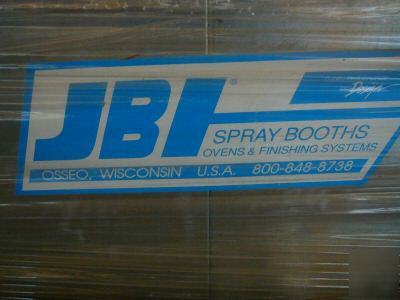 JBI®
SPRAY BOOTHS
OVENS & FINISHING SYSTEMS
OSSEO, WISCONSIN U.S.A. 800-848-8738